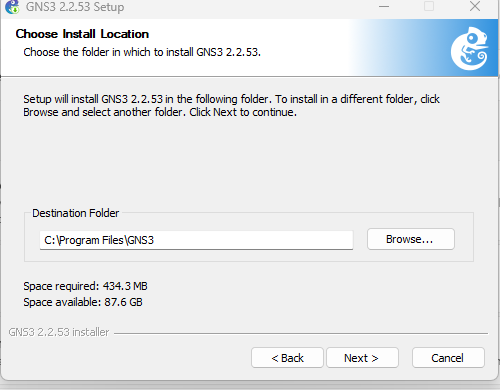 GNS3 2.2.53 Setup
Choose Install Location
Choose the folder in which to install GNS3 2.2.53.
Setup will install GNS3 2.2.53 in the following folder. To install in a different folder, click
Browse and select another folder. Click Next to continue.
Destination Folder
C:\Program Files\GNS3
Browse...
Space required: 434.3 MB
Space available: 87.6 GB
GNS3 2.2.53 installer
< Back
Next >
Cancel